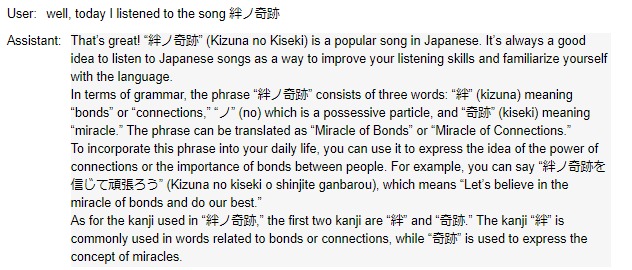 User: well, today I listened to the song 絆ノ奇跡
Assistant: That's great! “絆ノ奇跡” (Kizuna no Kiseki) is a popular song in Japanese. It's always a good
idea to listen to Japanese songs as a way to improve your listening skills and familiarize yourself
with the language.
In terms of grammar, the phrase “絆ノ奇跡” consists of three words: “絆” (kizuna) meaning
“bonds” or “connections,” “ノ” (no) which is a possessive particle, and “奇跡” (kiseki) meaning
“miracle.” The phrase can be translated as “Miracle of Bonds” or “Miracle of Connections.”
To incorporate this phrase into your daily life, you can use it to express the idea of the power of
connections or the importance of bonds between people. For example, you can say “絆ノ奇跡を
信じて頑張ろう” (Kizuna no kiseki o shinjite ganbarou), which means “Let's believe in the
miracle of bonds and do our best.”
As for the kanji used in “絆ノ奇跡,” the first two kanji are “絆” and “奇跡.” The kanji “絆” is
commonly used in words related to bonds or connections, while “奇跡” is used to express the
concept of miracles.